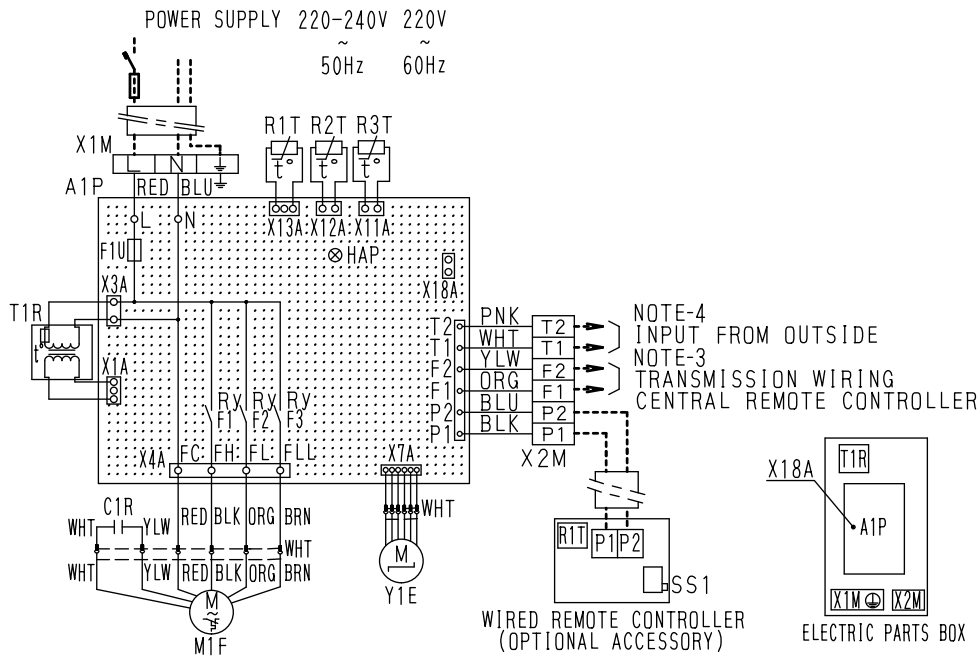 POWER SUPPLY 220-240V 220V
~ ~
50Hz 60Hz
X1M
L N
A1P RED BLU
R1T R2T R3T
t° t° t°
X13A X12A X11A
L N
F1U
HAP
X18A
X3A
T1R
t°
X1A
Ry F1 Ry F2 Ry F3
X4A FC FH FL FLL
X7A
T2 PNK T2
T1 WHT T1
F2 YLW F2
F1 ORG F1
P2 BLU P2
P1 BLK P1
X2M
NOTE-4
INPUT FROM OUTSIDE
NOTE-3
TRANSMISSION WIRING
CENTRAL REMOTE CONTROLLER
C1R
WHT YLW RED BLK ORG BRN
WHT
WHT YLW RED BLK ORG BRN
M
~
M1F
WHT
M
Y1E
R1T P1 P2
SS1
WIRED REMOTE CONTROLLER
(OPTIONAL ACCESSORY)
X18A
T1R
A1P
X1M X2M
ELECTRIC PARTS BOX